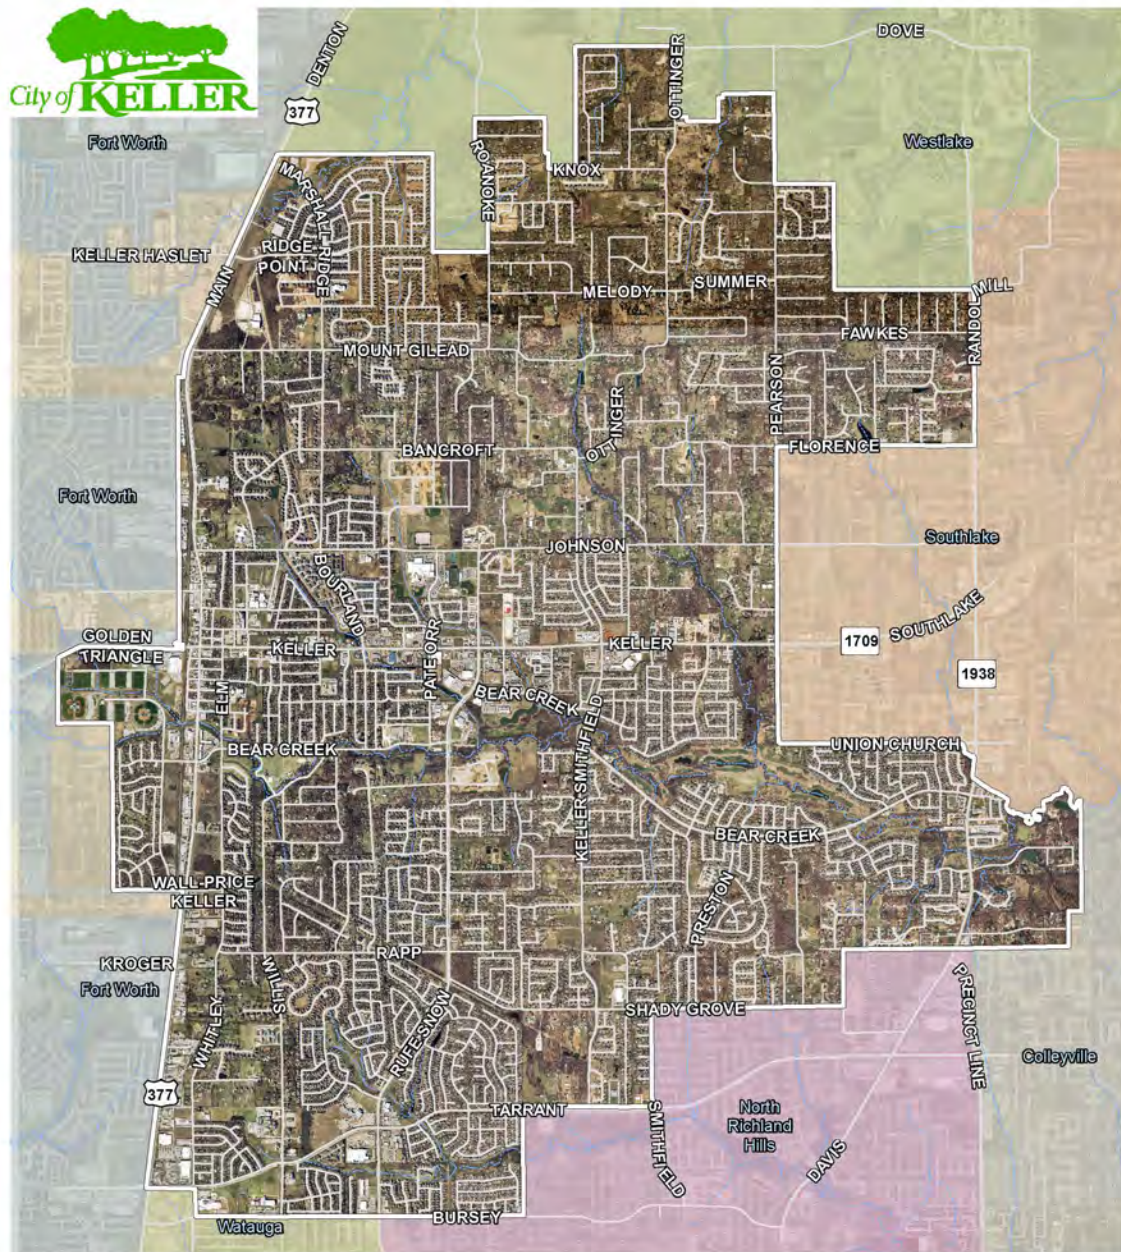 City of KELLER
DENTON
377
DOVE
OTTINGER
Fort Worth
Westlake
ROANOKE
KNOX
MARSHALL RIDGE
KELLER HASLET
RIDGE
POINT
MAIN
MELODY
SUMMER
RANDOL MILL
FAWKES
MOUNT GILEAD
PEARSON
BANCROFT
OTTINGER
FLORENCE
Fort Worth
JOHNSON
Southlake
BOURLAND
GOLDEN
TRIANGLE
KELLER
PATE ORR
KELLER
1709
SOUTHLAKE
1938
ELM
BEAR CREEK
BEAR CREEK
KELLER SMITHFIELD
UNION CHURCH
BEAR CREEK
WALL-PRICE
KELLER
PRESTON
RAPP
KROGER
Fort Worth
WILLIS
WHITLEY
RUFE SNOW
SHADY GROVE
PRECINCT LINE
Colleyville
377
TARRANT
SMITHFIELD
North
Richland
Hills
DAVIS
Watauga
BURSEY